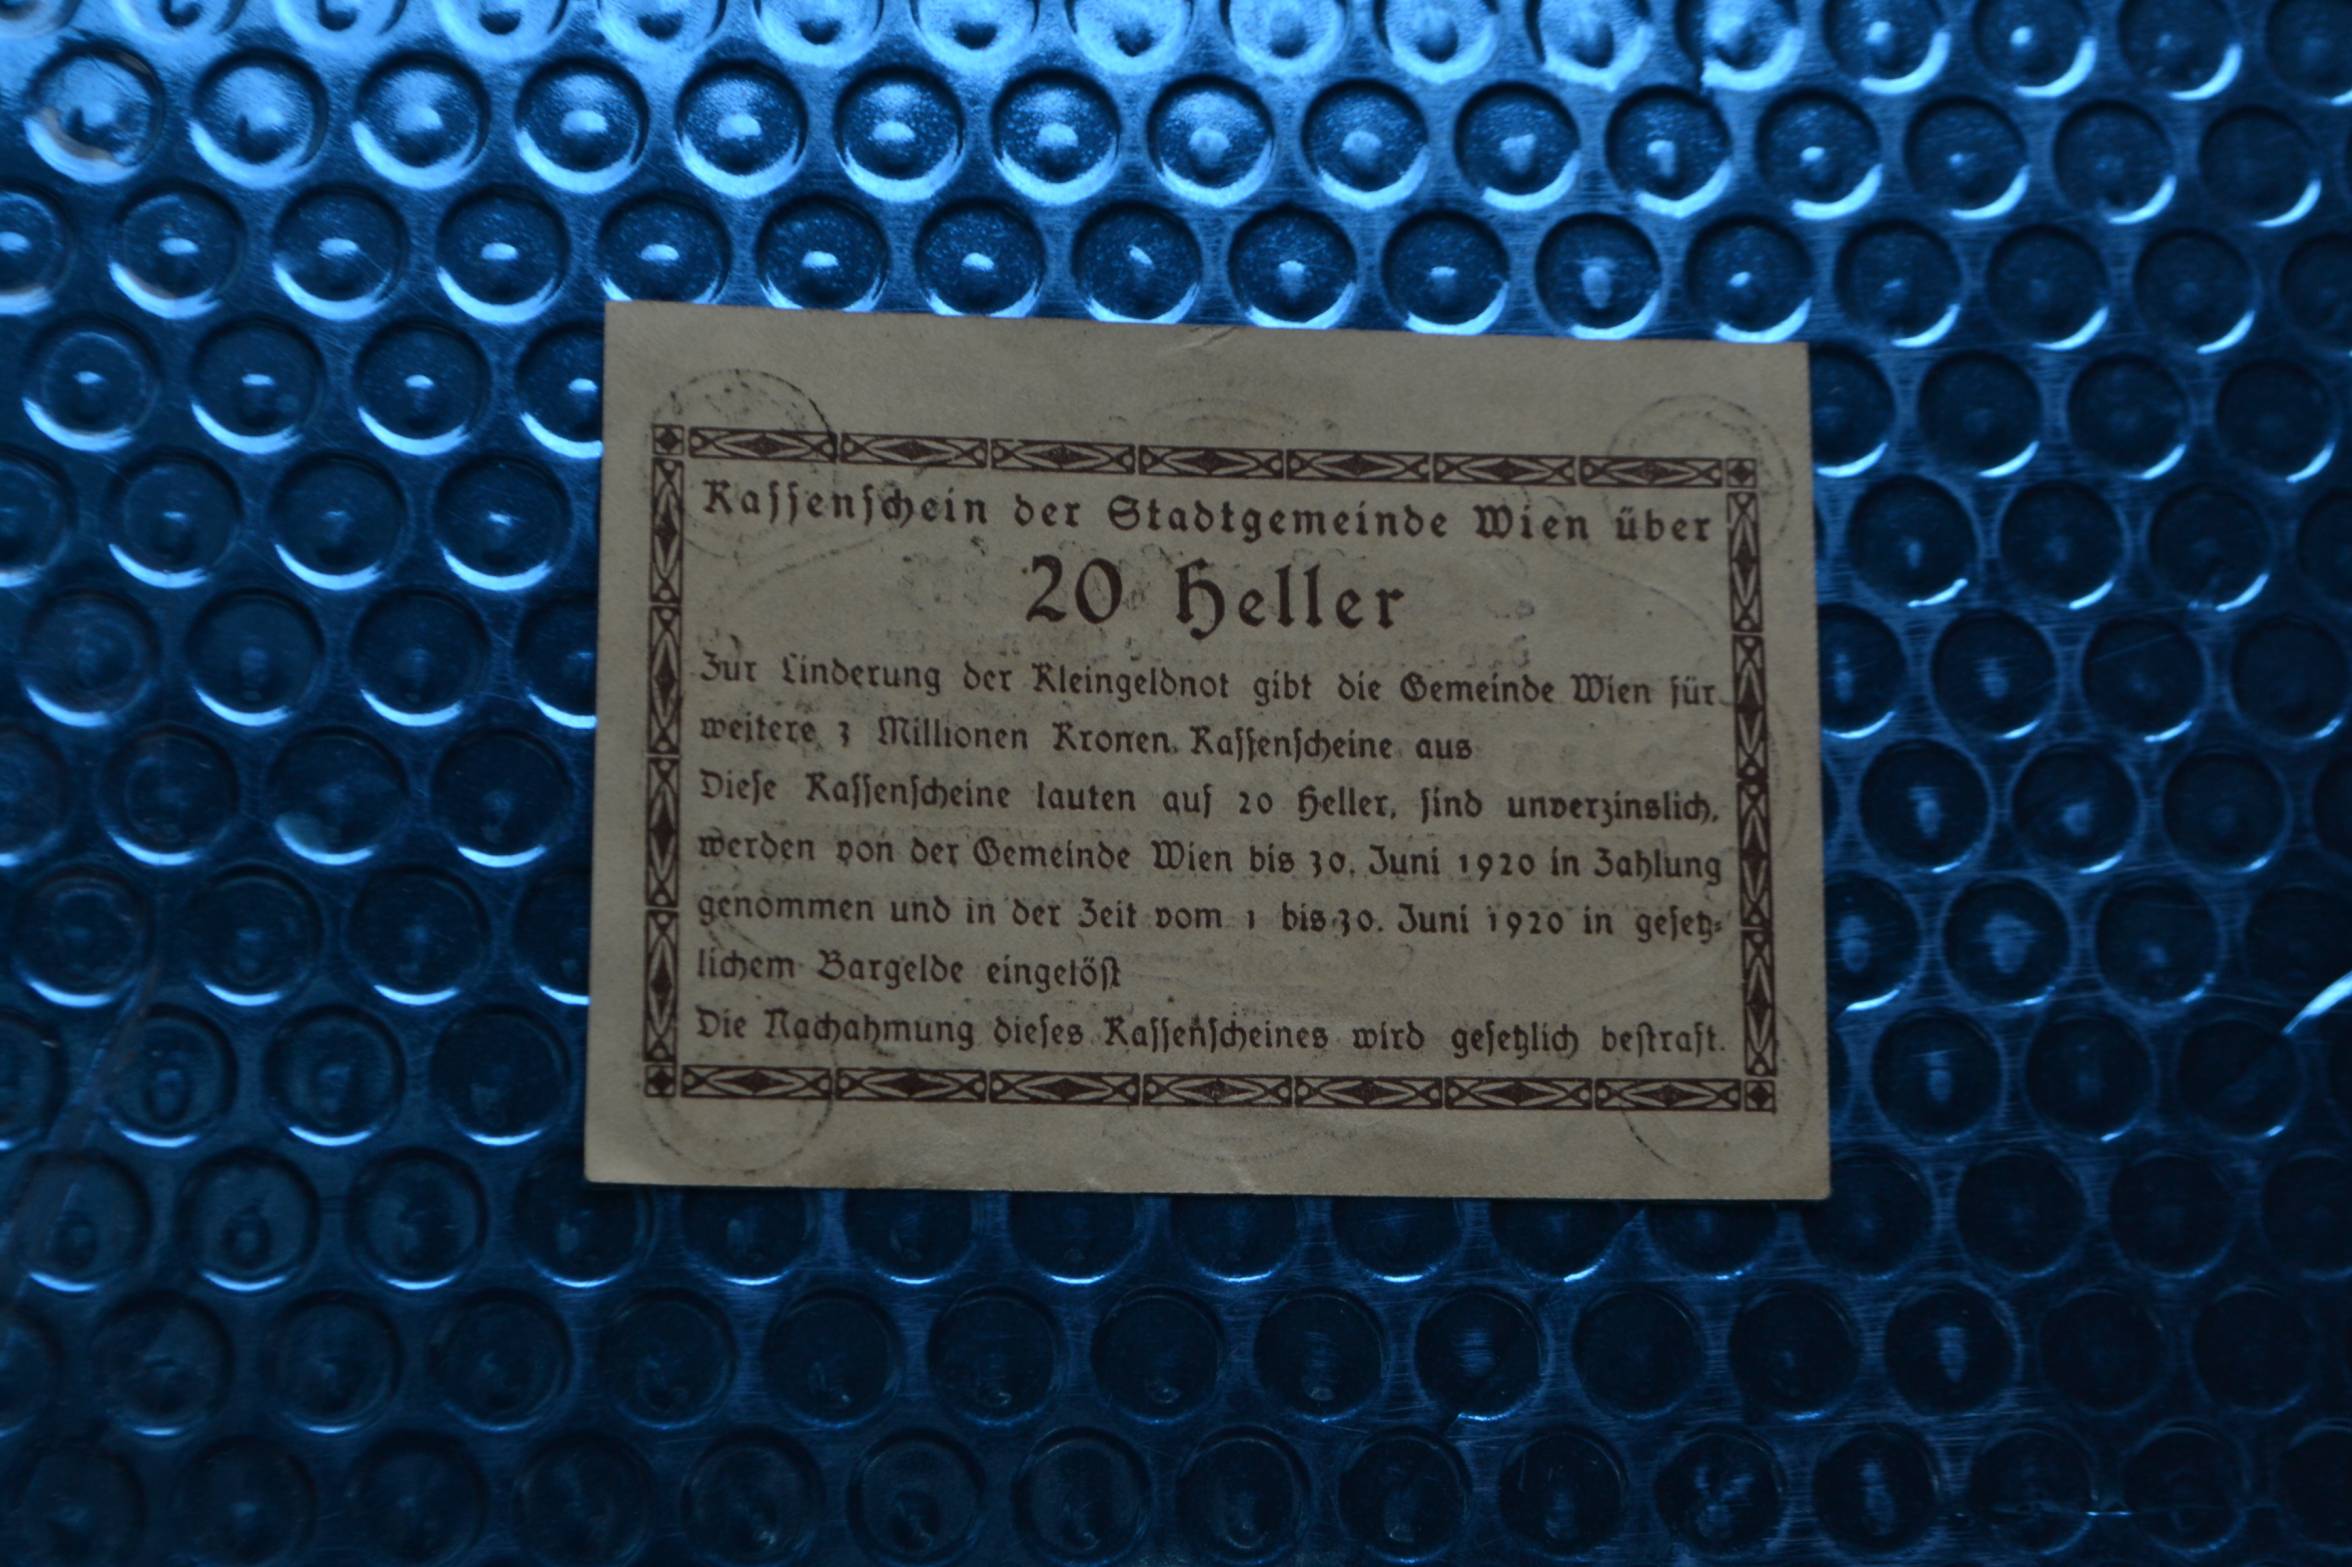 Kassenschein der Stadtgemeinde Wien über
20 Heller
Zur Linderung der Kleingeldnot gibt die Gemeinde Wien für
weitere 3 Millionen Kronen Kassenscheine aus
Diese Kassenscheine lauten auf 20 Heller, sind unverzinslich,
werden von der Gemeinde Wien bis 30. Juni 1920 in Zahlung
genommen und in der Zeit vom 1 bis 30. Juni 1920 in gesetz-
lichem Bargelde eingelöst
Die Nachahmung dieses Kassenscheines wird gesetzlich bestraft.